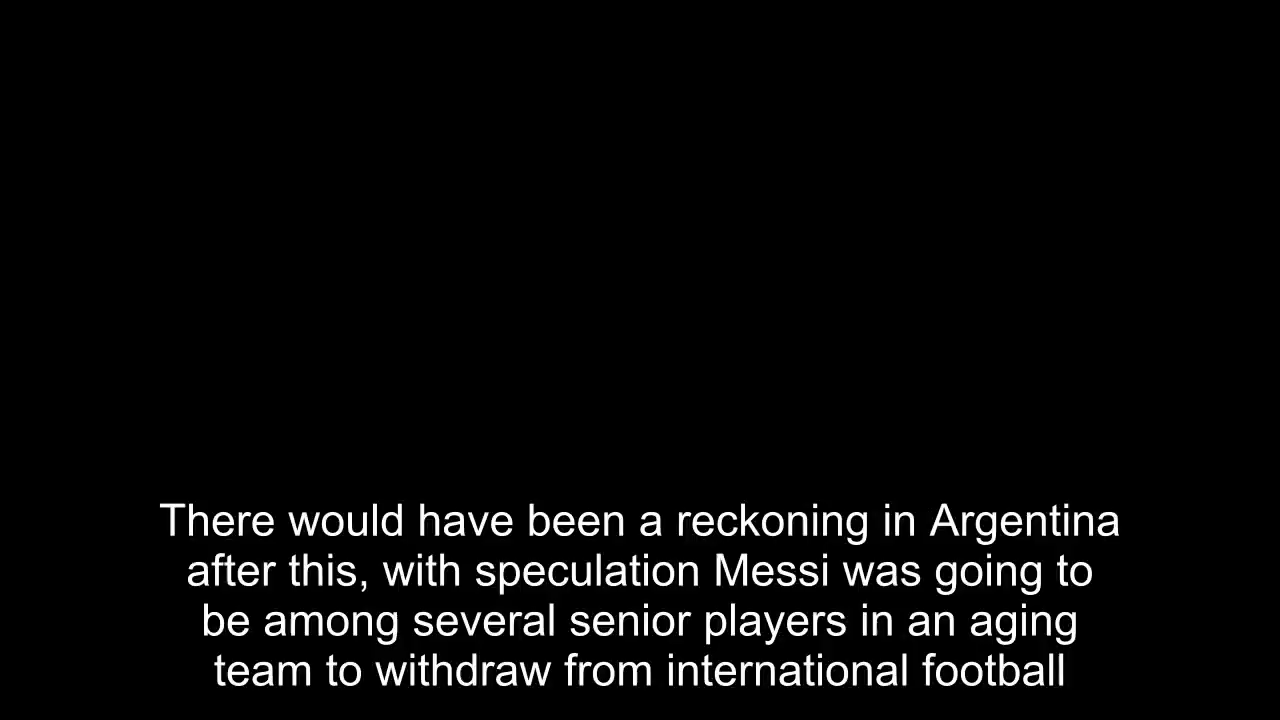 There would have been a reckoning in Argentina
after this, with speculation Messi was going to
be among several senior players in an aging
team to withdraw from international football